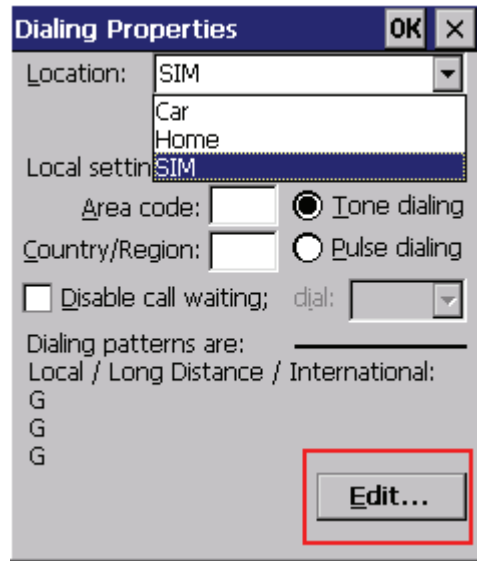 Dialing Properties OK ×
Location: SIM
Car
Home
Local settin SIM
Area code: Tone dialing
Country/Region: Pulse dialing
Disable call waiting; dial:
Dialing patterns are:
Local / Long Distance / International:
G
G
G
Edit...